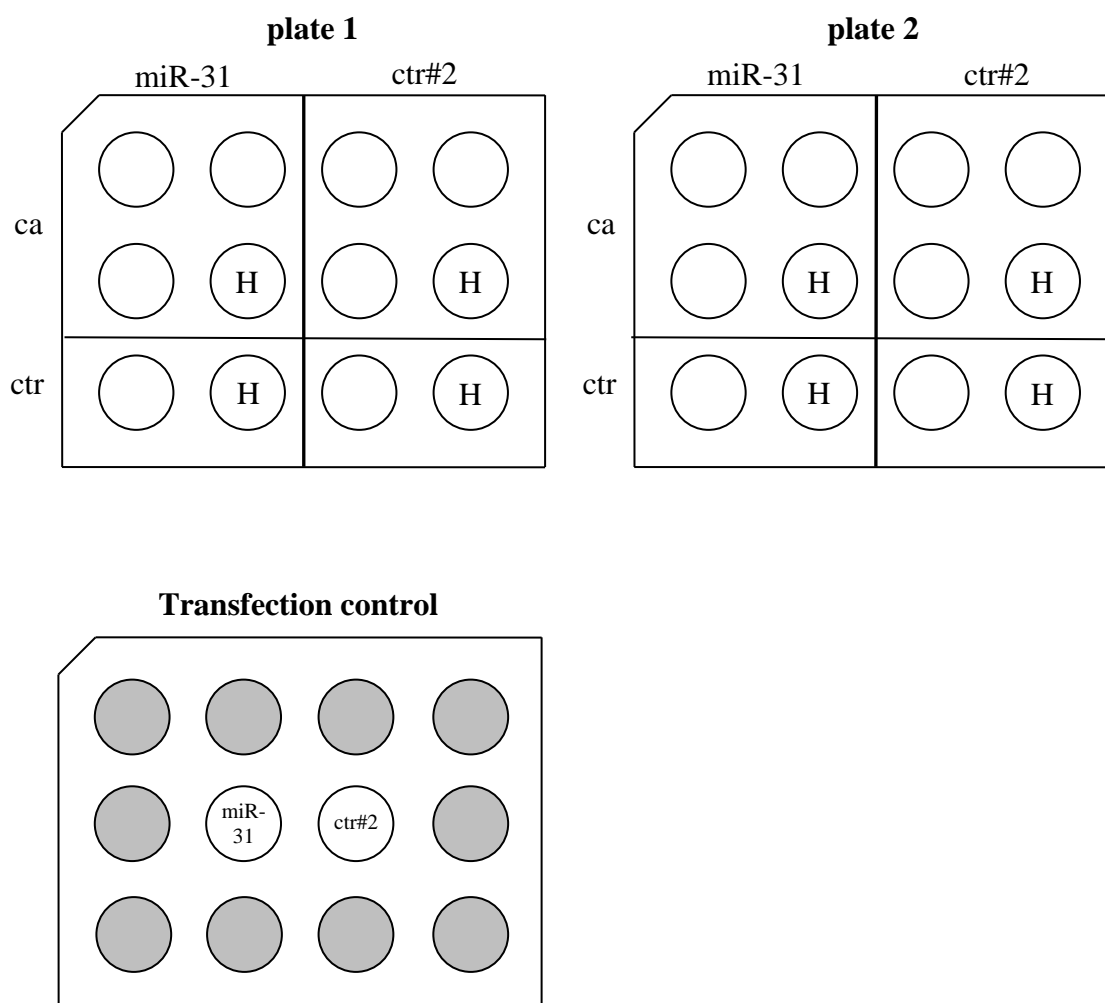 plate 1
plate 2
miR-31 ctr#2
miR-31 ctr#2
ca
H H
ca
H H
ctr H H
ctr H H
Transfection control
miR-
31
ctr#2